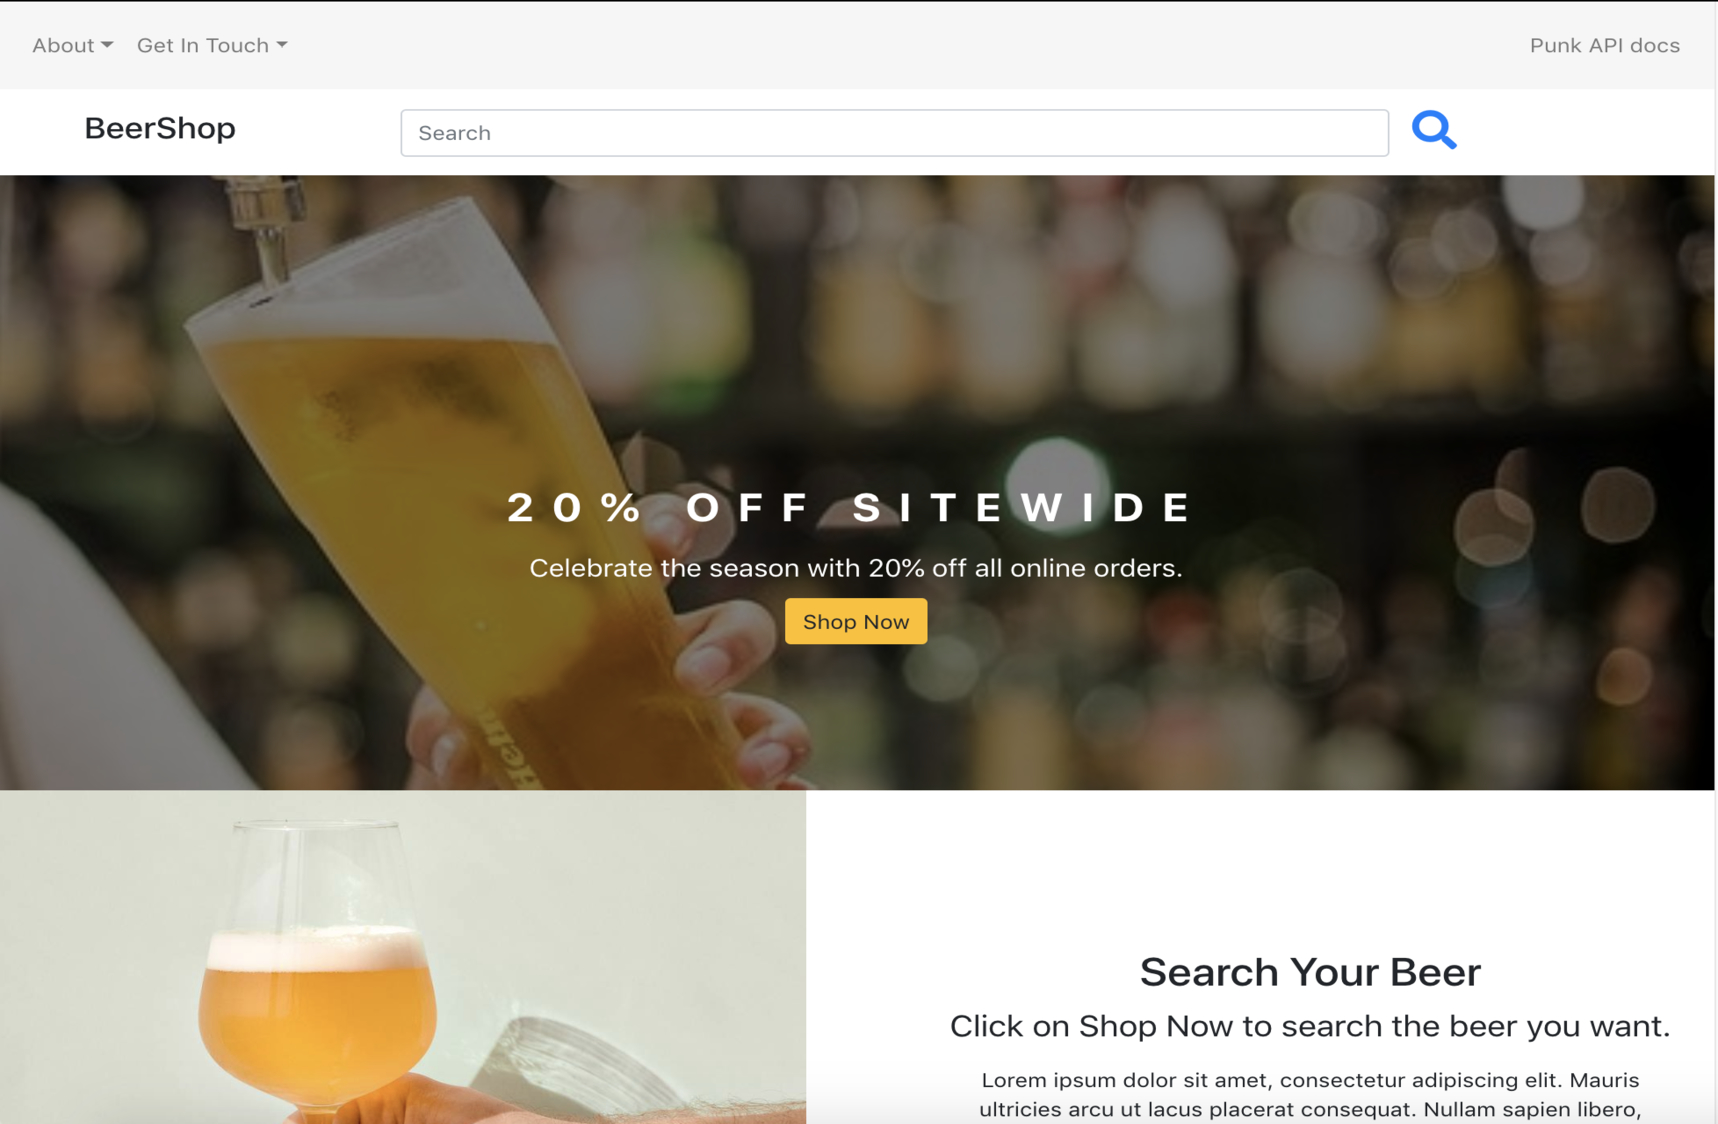 About Get In Touch Punk API docs
BeerShop Search
20% OFF SITEWIDE
Celebrate the season with 20% off all online orders.
Shop Now
Search Your Beer
Click on Shop Now to search the beer you want.
Lorem ipsum dolor sit amet, consectetur adipiscing elit. Mauris
ultricies arcu ut lacus placerat consequat. Nullam sapien libero,